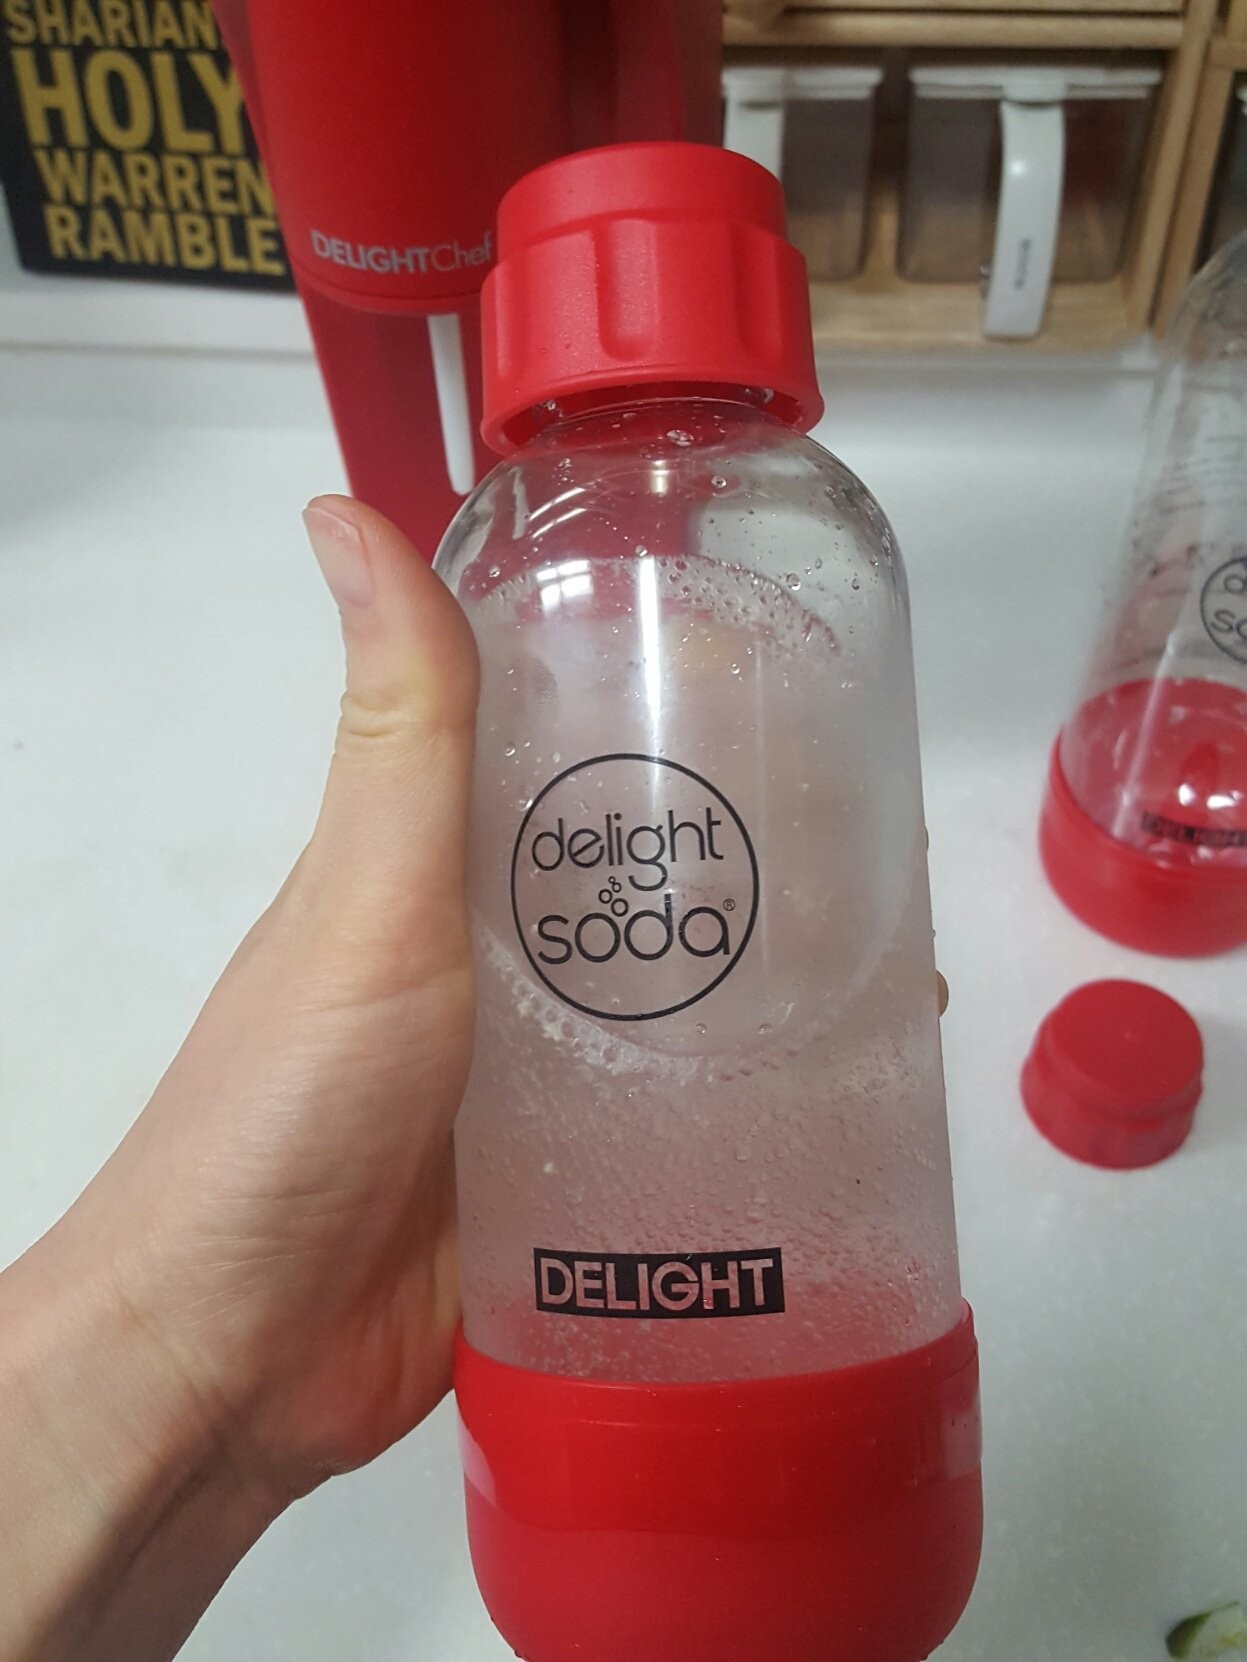 SHARIAN
HOLY
WARREN
RAMBLE
DELIGHTChef
delight
soda®
DELIGHT